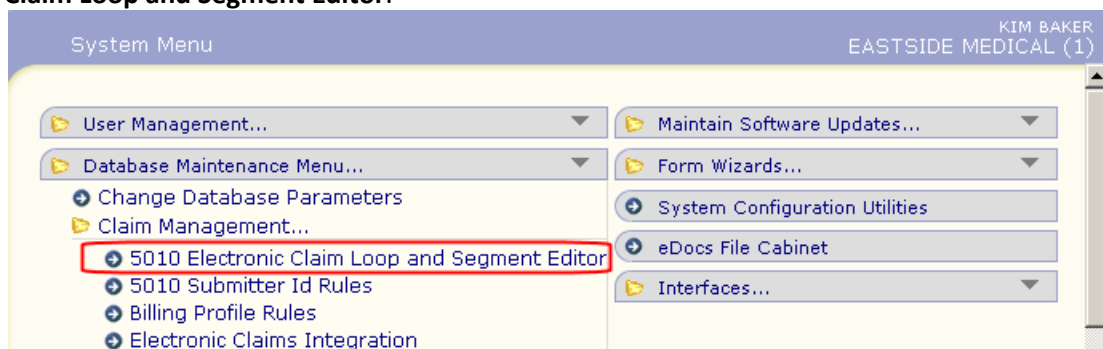 Claim Loop and Segment Editor.
System Menu
KIM BAKER
EASTSIDE MEDICAL (1)
User Management...
Database Maintenance Menu...
Change Database Parameters
Claim Management...
5010 Electronic Claim Loop and Segment Editor
5010 Submitter Id Rules
Billing Profile Rules
Electronic Claims Integration
Maintain Software Updates...
Form Wizards...
System Configuration Utilities
eDocs File Cabinet
Interfaces...